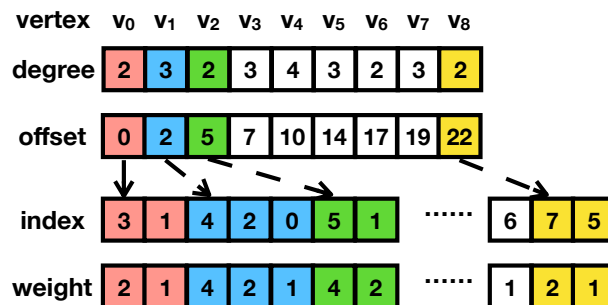 vertex v₀ v₁ v₂ v₃ v₄ v₅ v₆ v₇ v₈
degree 2 3 2 3 4 3 2 3 2
offset 0 2 5 7 10 14 17 19 22
index 3 1 4 2 0 5 1 ...... 6 7 5
weight 2 1 4 2 1 4 2 ...... 1 2 1